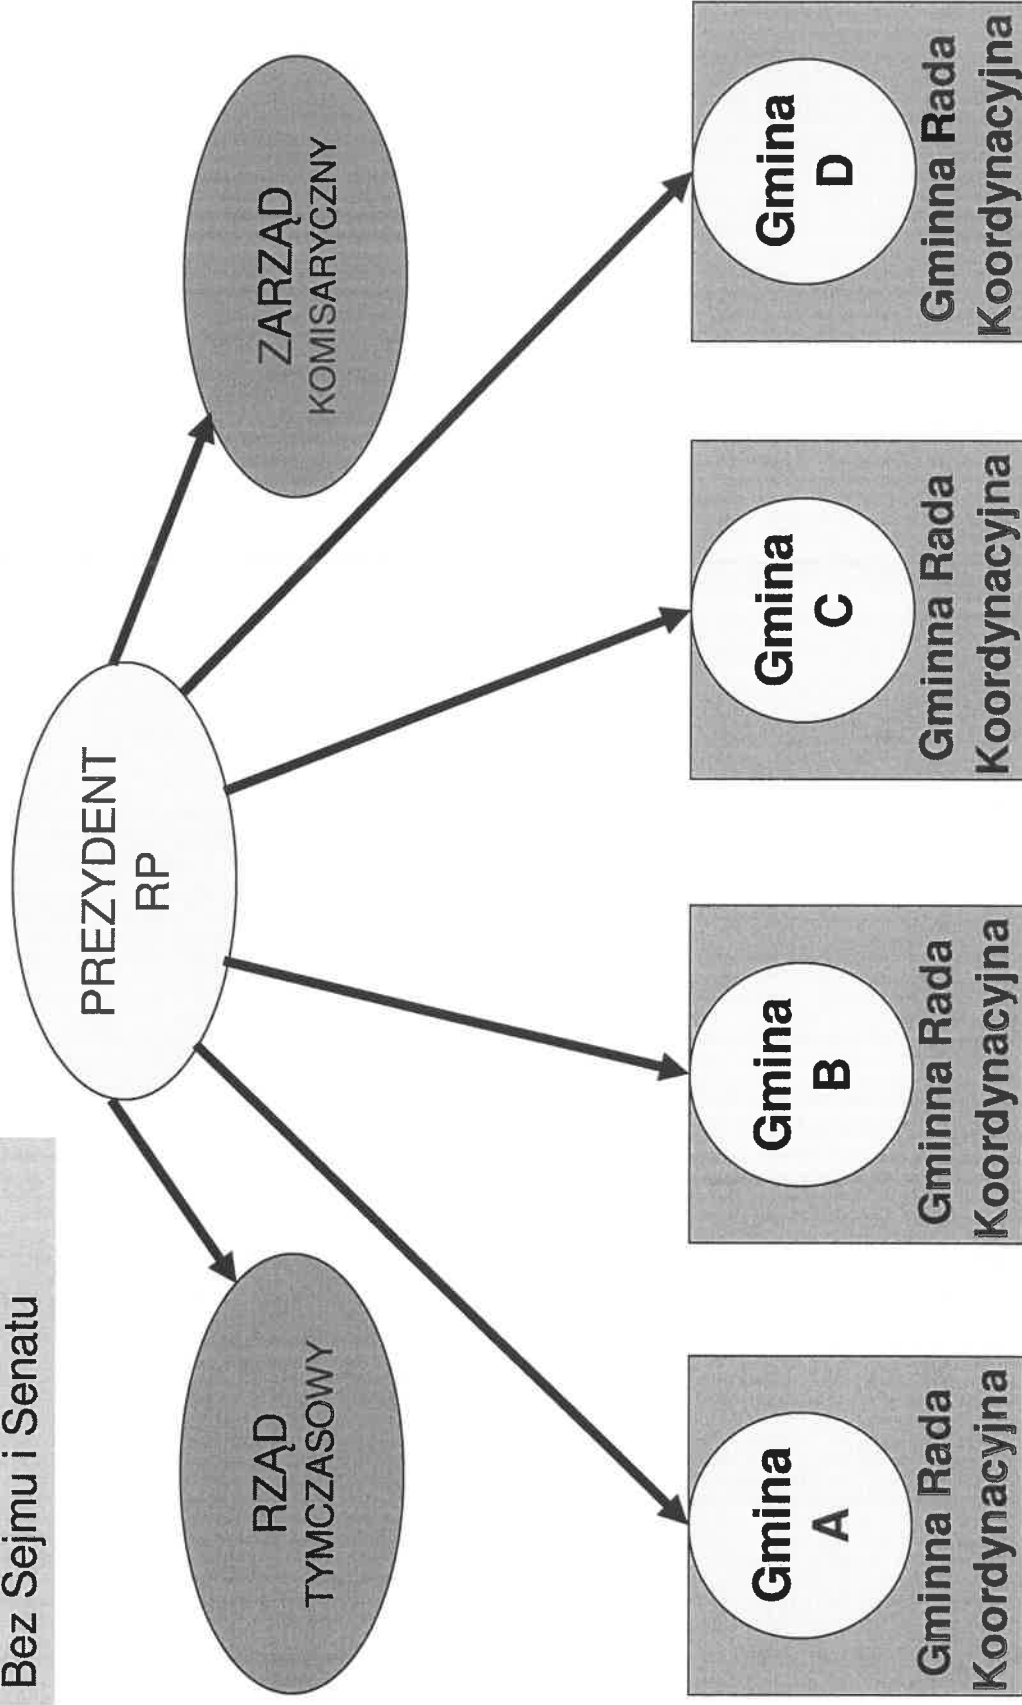 Bez Sejmu i Senatu
PREZYDENT
RP
RZĄD
TYMCZASOWY
ZARZĄD
KOMISARYCZNY
Gmina
A
Gminna Rada
Koordynacyjna
Gmina
B
Gminna Rada
Koordynacyjna
Gmina
C
Gminna Rada
Koordynacyjna
Gmina
D
Gminna Rada
Koordynacyjna